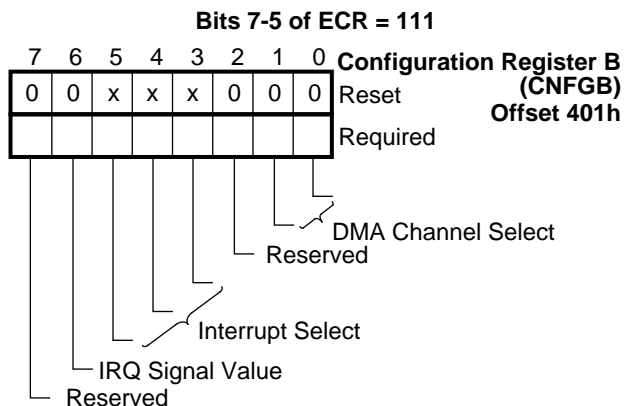 Bits 7-5 of ECR = 111
7 6 5 4 3 2 1 0 Configuration Register B
(CNFGB)
Offset 401h
0 0 x x x 0 0 0 Reset
Required
DMA Channel Select
Reserved
Interrupt Select
IRQ Signal Value
Reserved